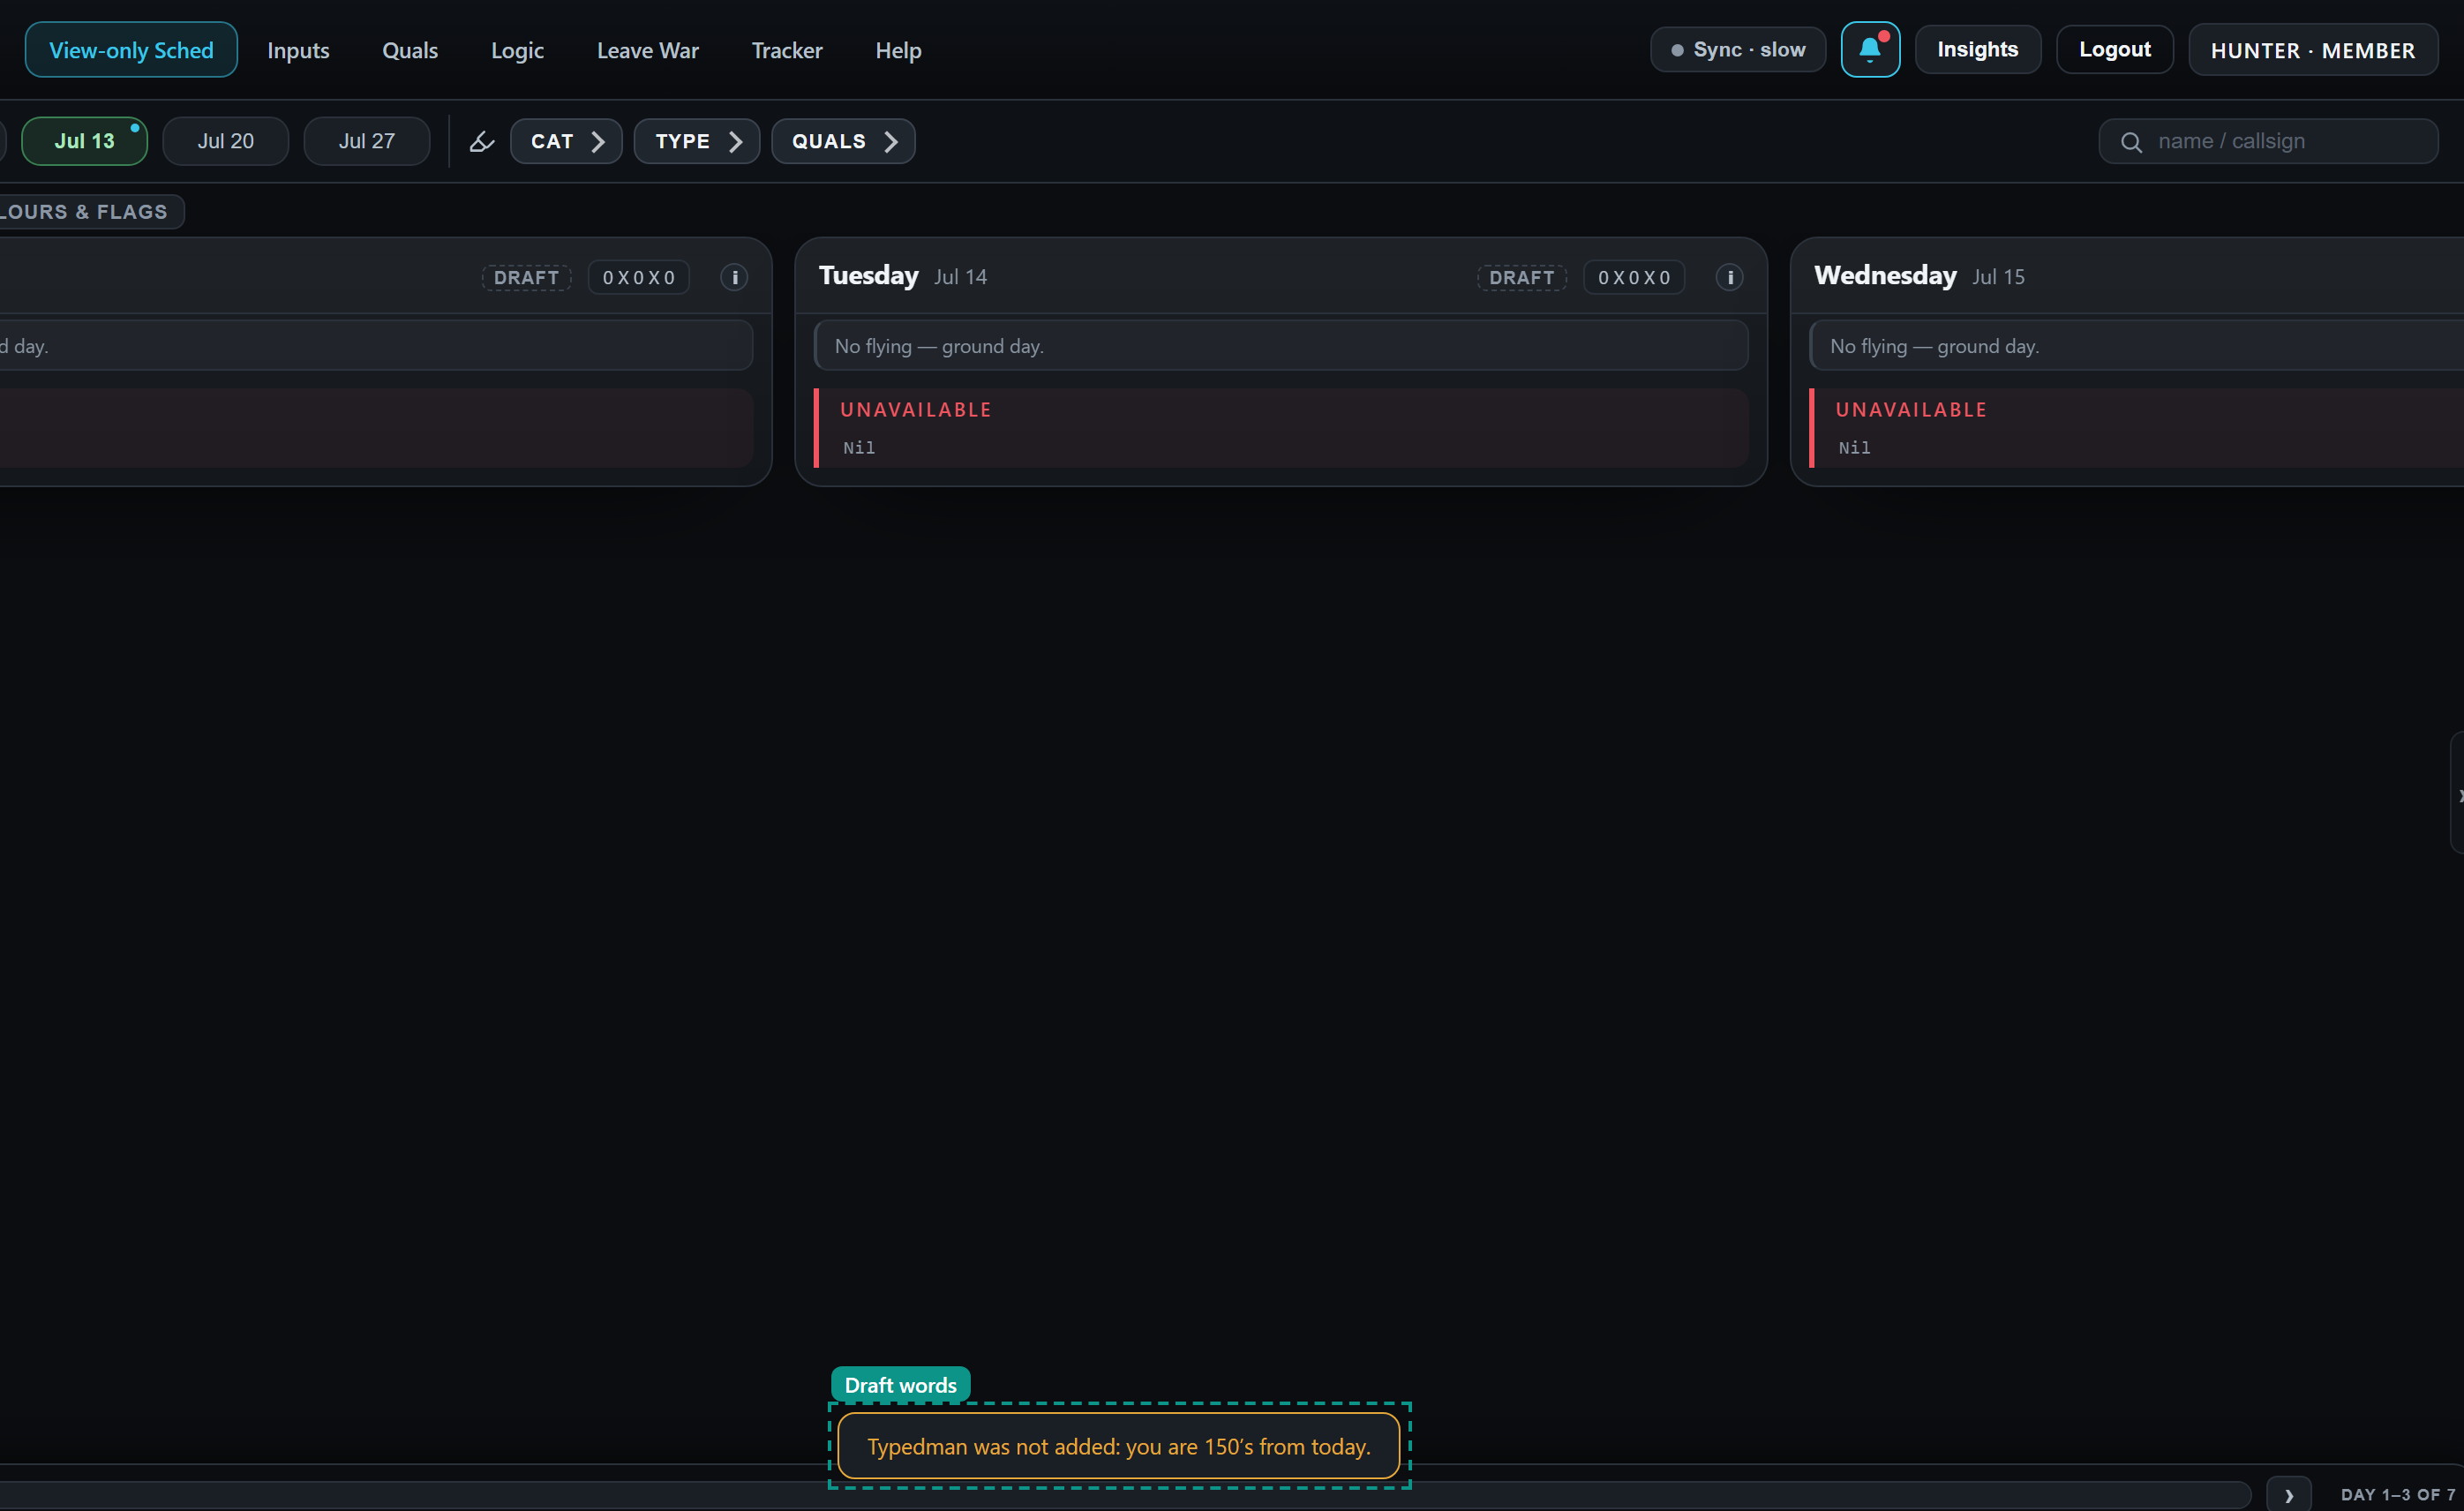 View-only Sched Inputs Quals Logic Leave War Tracker Help Sync · slow Insights Logout HUNTER · MEMBER
Jul 13 Jul 20 Jul 27 CAT TYPE QUALS name / callsign
LOURS & FLAGS
DRAFT 0X0X0 i Tuesday Jul 14 DRAFT 0X0X0 i Wednesday Jul 15
d day. No flying — ground day. No flying — ground day.
UNAVAILABLE UNAVAILABLE
Nil Nil
Draft words
Typedman was not added: you are 150’s from today.
DAY 1–3 OF 7